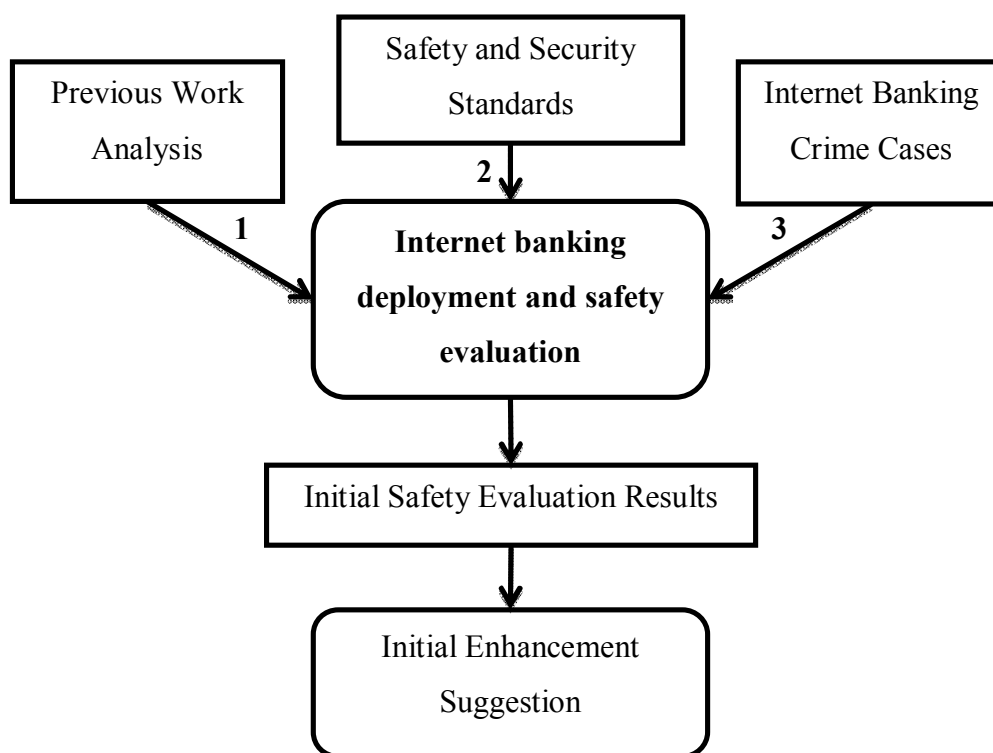 Previous Work
Analysis
Safety and Security
Standards
Internet Banking
Crime Cases
1
2
3
Internet banking
deployment and safety
evaluation
Initial Safety Evaluation Results
Initial Enhancement
Suggestion